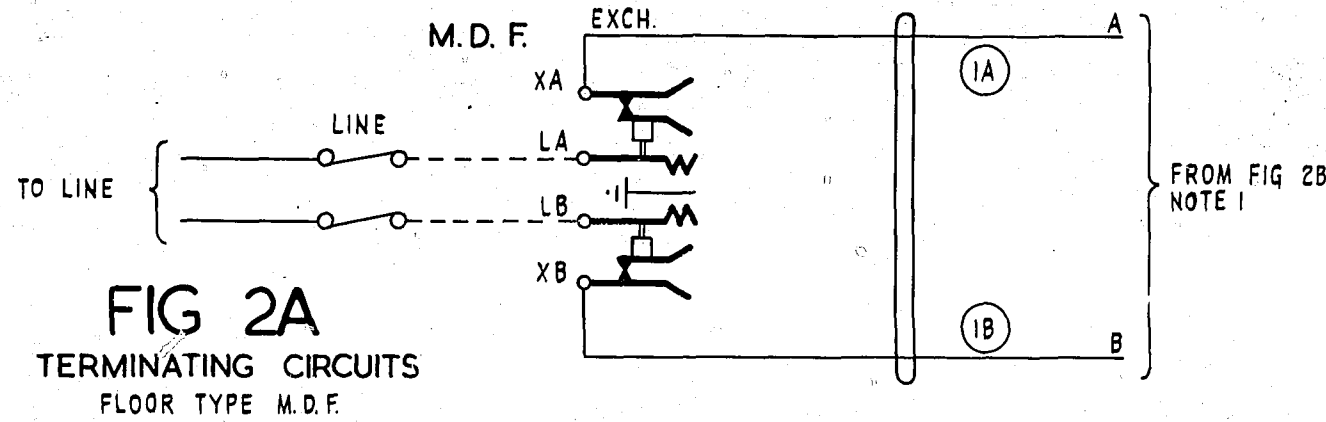 EXCH.
M.D.F.
A
1A
XA
LINE
LA
TO LINE
FROM FIG 2B
NOTE 1
LB
XB
1B
B
FIG 2A
TERMINATING CIRCUITS
FLOOR TYPE M.D.F.